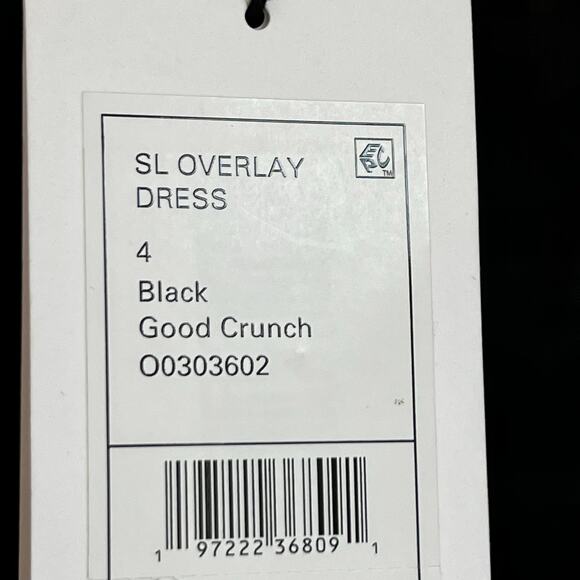 SL OVERLAY
DRESS
4
Black
Good Crunch
O0303602
1 97222 36809 1